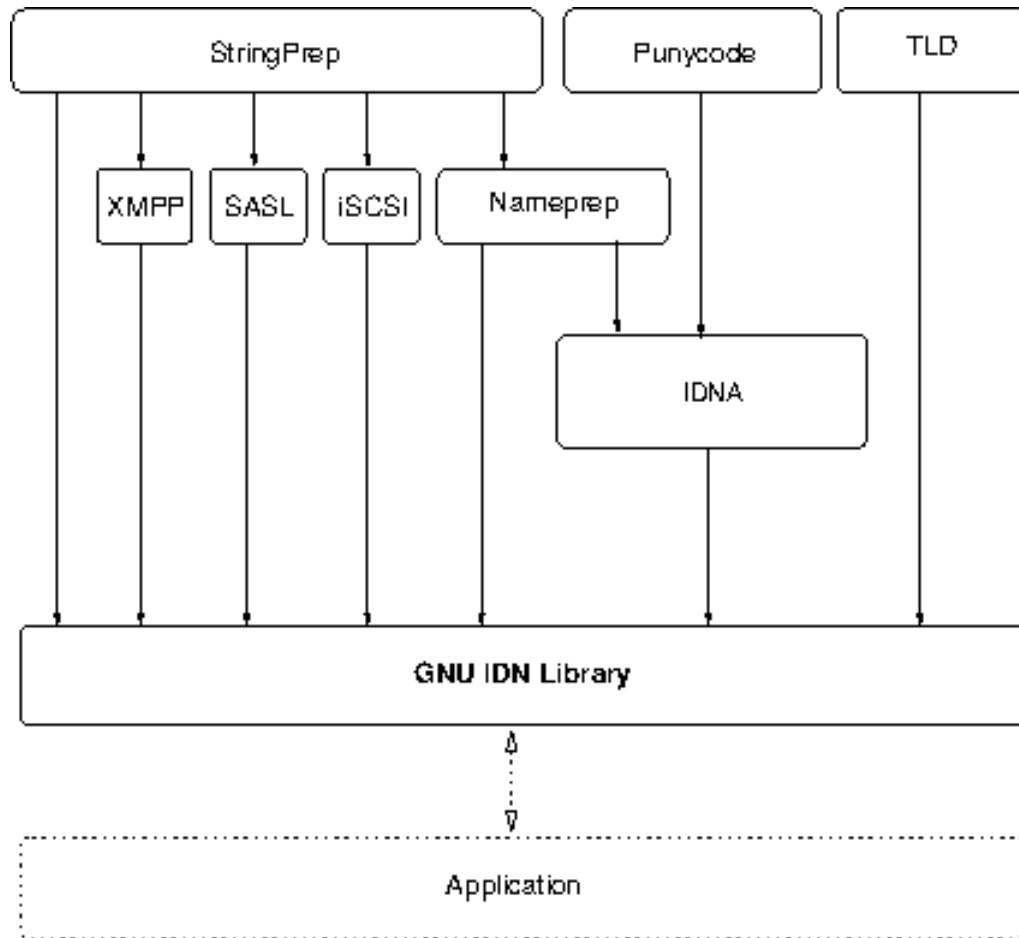 StringPrep
Punycode
TLD
XMPP
SASL
iSCSI
Nameprep
IDNA
GNU IDN Library
Application